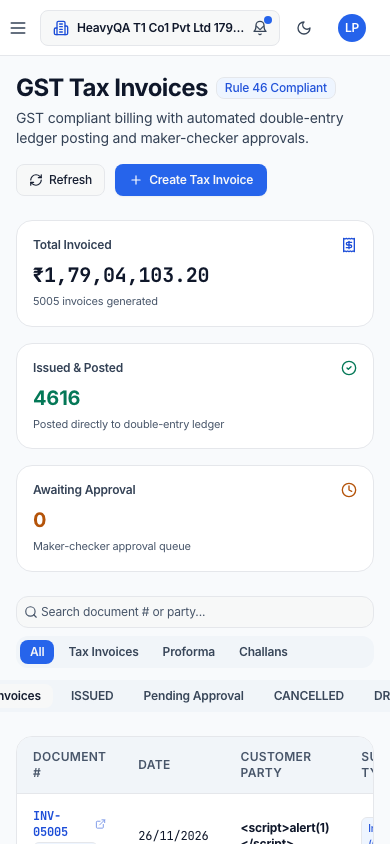 HeavyQA T1 Co1 Pvt Ltd 179...
LP
GST Tax Invoices
Rule 46 Compliant
GST compliant billing with automated double-entry
ledger posting and maker-checker approvals.
Refresh
Create Tax Invoice
Total Invoiced
₹1,79,04,103.20
5005 invoices generated
Issued & Posted
4616
Posted directly to double-entry ledger
Awaiting Approval
0
Maker-checker approval queue
Search document # or party...
All Tax Invoices Proforma Challans
nvoices ISSUED Pending Approval CANCELLED DR
DOCUMENT # DATE CUSTOMER PARTY SU TY
INV-
05005
26/11/2026
<script>alert(1)
</script>